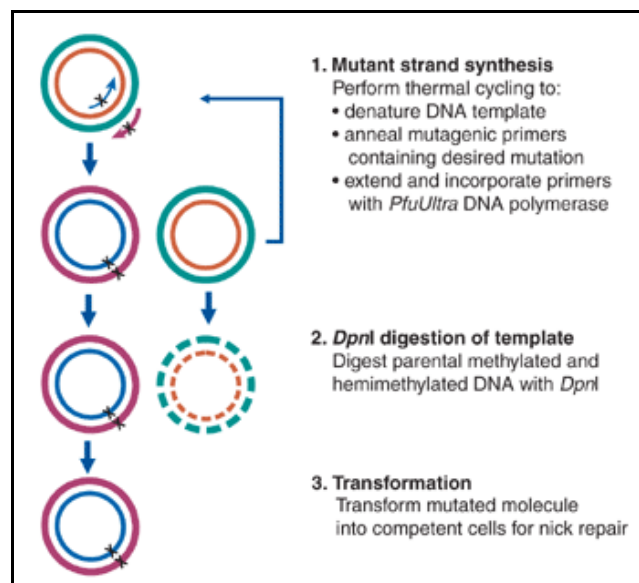 1. Mutant strand synthesis
Perform thermal cycling to:
• denature DNA template
• anneal mutagenic primers
containing desired mutation
• extend and incorporate primers
with PfuUltra DNA polymerase
2. DpnI digestion of template
Digest parental methylated and
hemimethylated DNA with DpnI
3. Transformation
Transform mutated molecule
into competent cells for nick repair